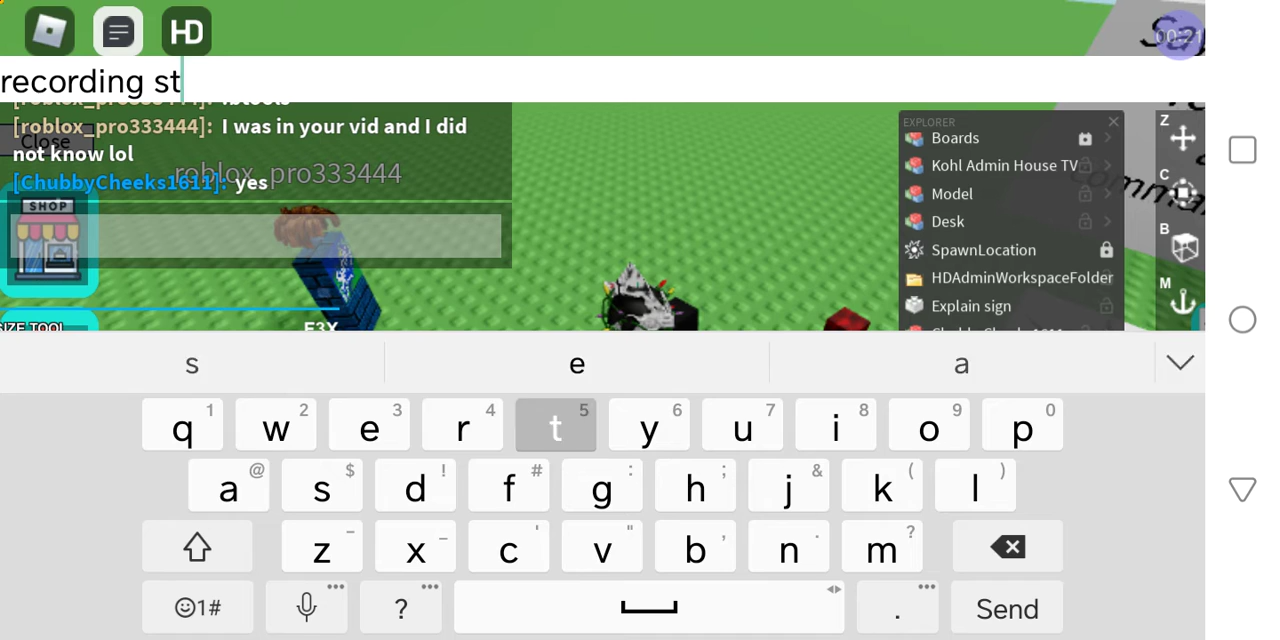 HD
00:21
recording st
[roblox_pro333444]: I was in your vid and I did
not know lol
Close
roblox_pro333444
[ChubbyCheeks1611]: yes
SHOP
SIZE TOOL
F3X
EXPLORER
Boards
Kohl Admin House TV
Model
Desk
SpawnLocation
HDAdminWorkspaceFolder
Explain sign
Z
C
B
M
s e a
q 1 w 2 e 3 r 4 t 5 y 6 u 7 i 8 o 9 p 0
a @ s $ d ! f # g : h ; j & k ( l )
z – x _ c ' v " b , n . m ?
☺1# ? . Send